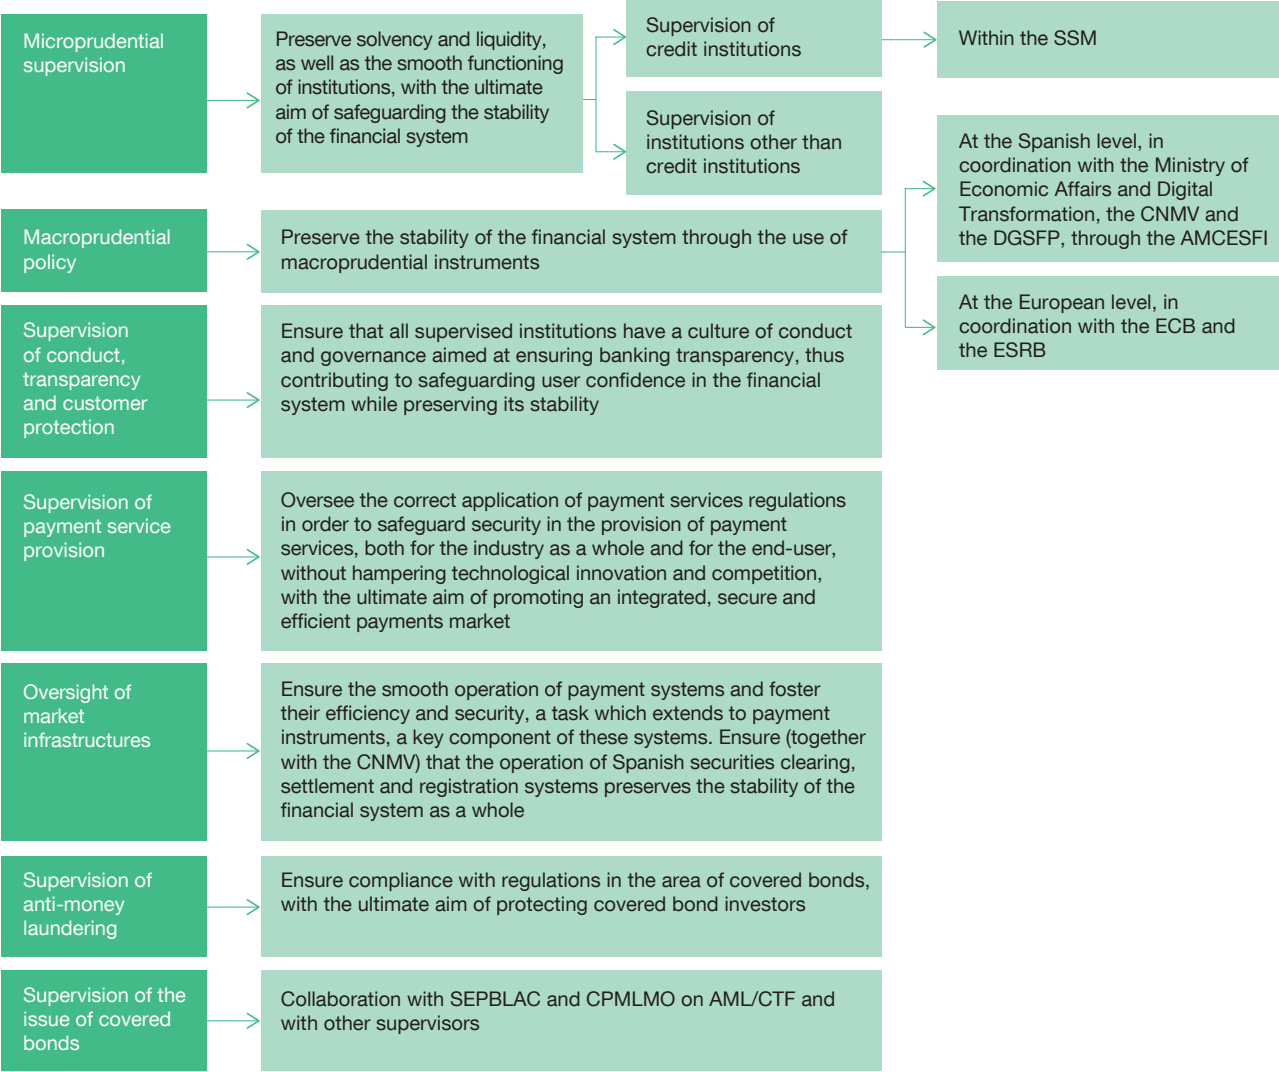 Microprudential
supervision
Preserve solvency and liquidity,
as well as the smooth functioning
of institutions, with the ultimate
aim of safeguarding the stability
of the financial system
Supervision of
credit institutions
Within the SSM
Supervision of
institutions other than
credit institutions
Macroprudential
policy
Preserve the stability of the financial system through the use of
macroprudential instruments
At the Spanish level, in
coordination with the Ministry of
Economic Affairs and Digital
Transformation, the CNMV and
the DGSFP, through the AMCESFI
At the European level, in
coordination with the ECB and
the ESRB
Supervision
of conduct,
transparency
and customer
protection
Ensure that all supervised institutions have a culture of conduct
and governance aimed at ensuring banking transparency, thus
contributing to safeguarding user confidence in the financial
system while preserving its stability
Supervision of
payment service
provision
Oversee the correct application of payment services regulations
in order to safeguard security in the provision of payment
services, both for the industry as a whole and for the end-user,
without hampering technological innovation and competition,
with the ultimate aim of promoting an integrated, secure and
efficient payments market
Oversight of
market
infrastructures
Ensure the smooth operation of payment systems and foster
their efficiency and security, a task which extends to payment
instruments, a key component of these systems. Ensure (together
with the CNMV) that the operation of Spanish securities clearing,
settlement and registration systems preserves the stability of the
financial system as a whole
Supervision of
anti-money
laundering
Ensure compliance with regulations in the area of covered bonds,
with the ultimate aim of protecting covered bond investors
Supervision of the
issue of covered
bonds
Collaboration with SEPBLAC and CPMLMO on AML/CTF and
with other supervisors